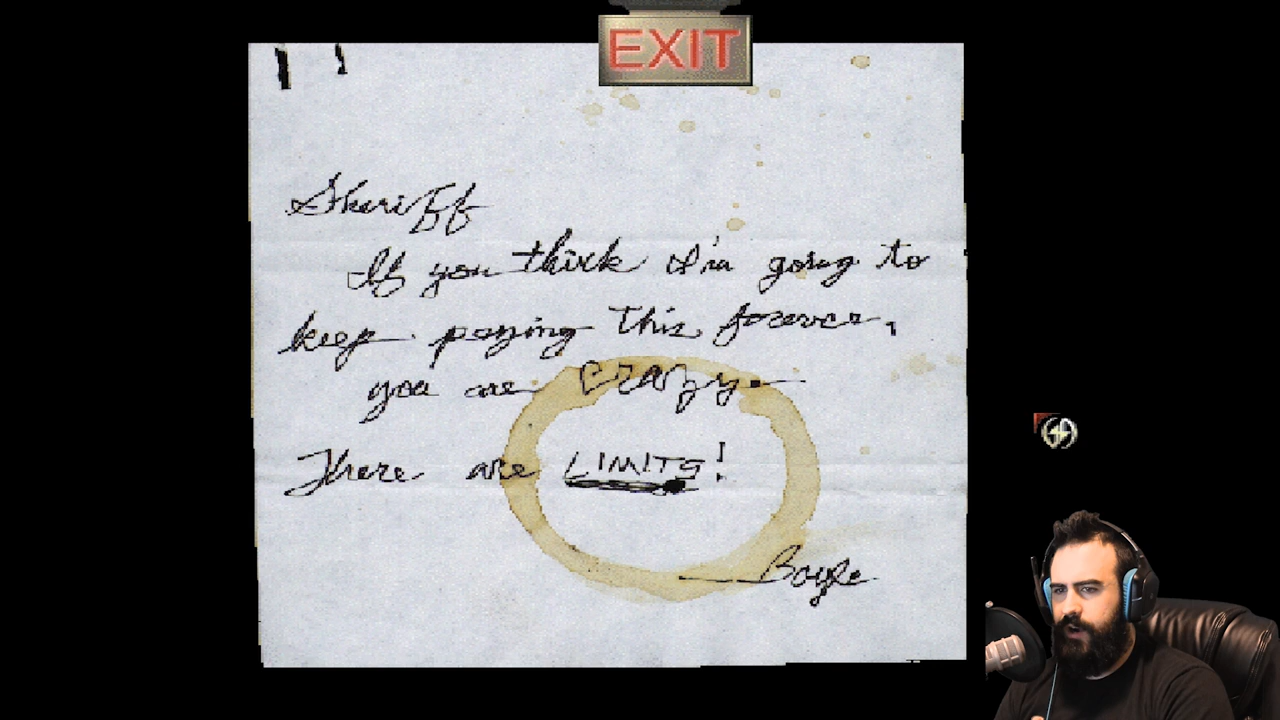 EXIT
Sheriff
If you think I'm going to
keep paying this forever,
you are crazy.
There are LIMITS!
Boyle